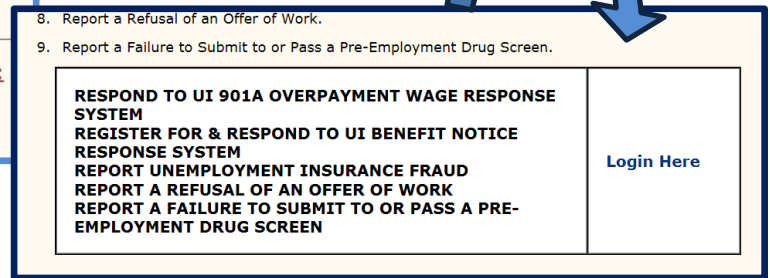 8. Report a Refusal of an Offer of Work.
9. Report a Failure to Submit to or Pass a Pre-Employment Drug Screen.
RESPOND TO UI 901A OVERPAYMENT WAGE RESPONSE
SYSTEM
REGISTER FOR & RESPOND TO UI BENEFIT NOTICE
RESPONSE SYSTEM
REPORT UNEMPLOYMENT INSURANCE FRAUD
REPORT A REFUSAL OF AN OFFER OF WORK
REPORT A FAILURE TO SUBMIT TO OR PASS A PRE-
EMPLOYMENT DRUG SCREEN
Login Here